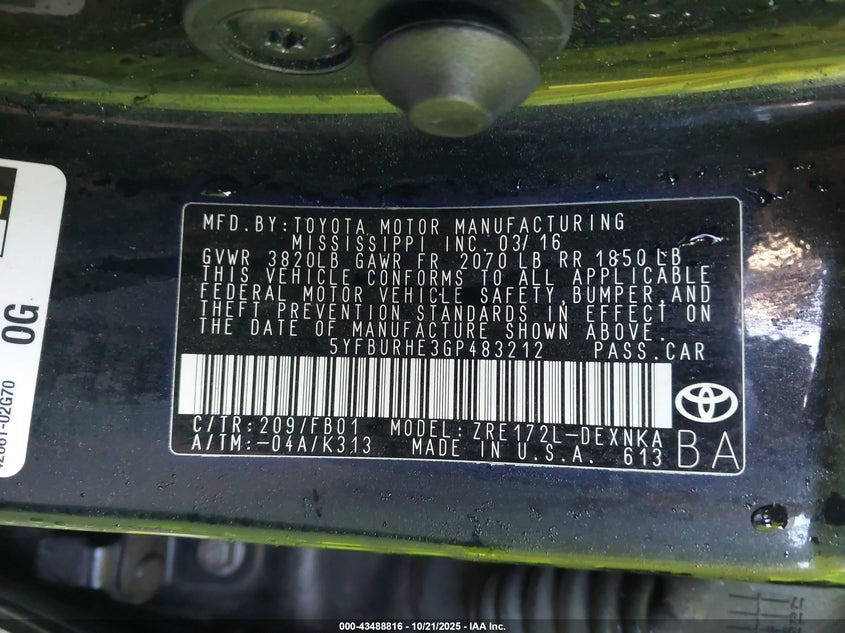 MFD.BY:TOYOTA MOTOR MANUFACTURING
MISSISSIPPI INC. 03/16
GVWR 3820LB GAWR FR 2070 LB RR 1850 LB
THIS VEHICLE CONFORMS TO ALL APPLICABLE
FEDERAL MOTOR VEHICLE SAFETY,BUMPER,AND
THEFT PREVENTION STANDARDS IN EFFECT ON
THE DATE OF MANUFACTURE SHOWN ABOVE.
5YFBURHE3GP483212 PASS.CAR
C/TR:209/FB01 MODEL:ZRE172L-DEXNKA
A/TM:-04A/K313 MADE IN U.S.A. 613
BA
0G
02G70
000-43488816 - 10/21/2025 - IAA Inc.